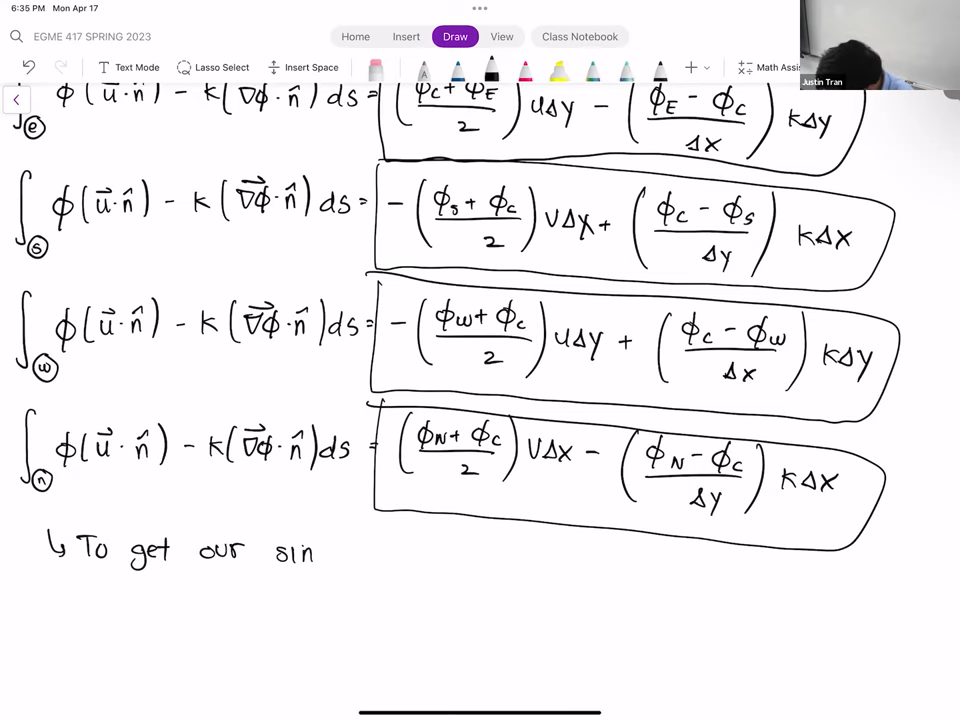 6:35 PM Mon Apr 17
EGME 417 SPRING 2023
Home Insert Draw View Class Notebook
Text Mode Lasso Select Insert Space Math Assis
Justin Tran
∫ⓔ ϕ(u⃗·n̂) − K(∇⃗ϕ·n̂) ds = ((ϕc + ϕE)/2) uΔy − ((ϕE − ϕc)/Δx) KΔy
∫ⓢ ϕ(u⃗·n̂) − K(∇⃗ϕ·n̂) ds = −((ϕs + ϕc)/2) VΔx + ((ϕc − ϕs)/Δy) KΔx
∫ⓦ ϕ(u⃗·n̂) − K(∇⃗ϕ·n̂) ds = −((ϕw + ϕc)/2) uΔy + ((ϕc − ϕw)/Δx) KΔy
∫ⓝ ϕ(u⃗·n̂) − K(∇⃗ϕ·n̂) ds = ((ϕN + ϕc)/2) VΔx − ((ϕN − ϕc)/Δy) KΔx
↳ To get our sin